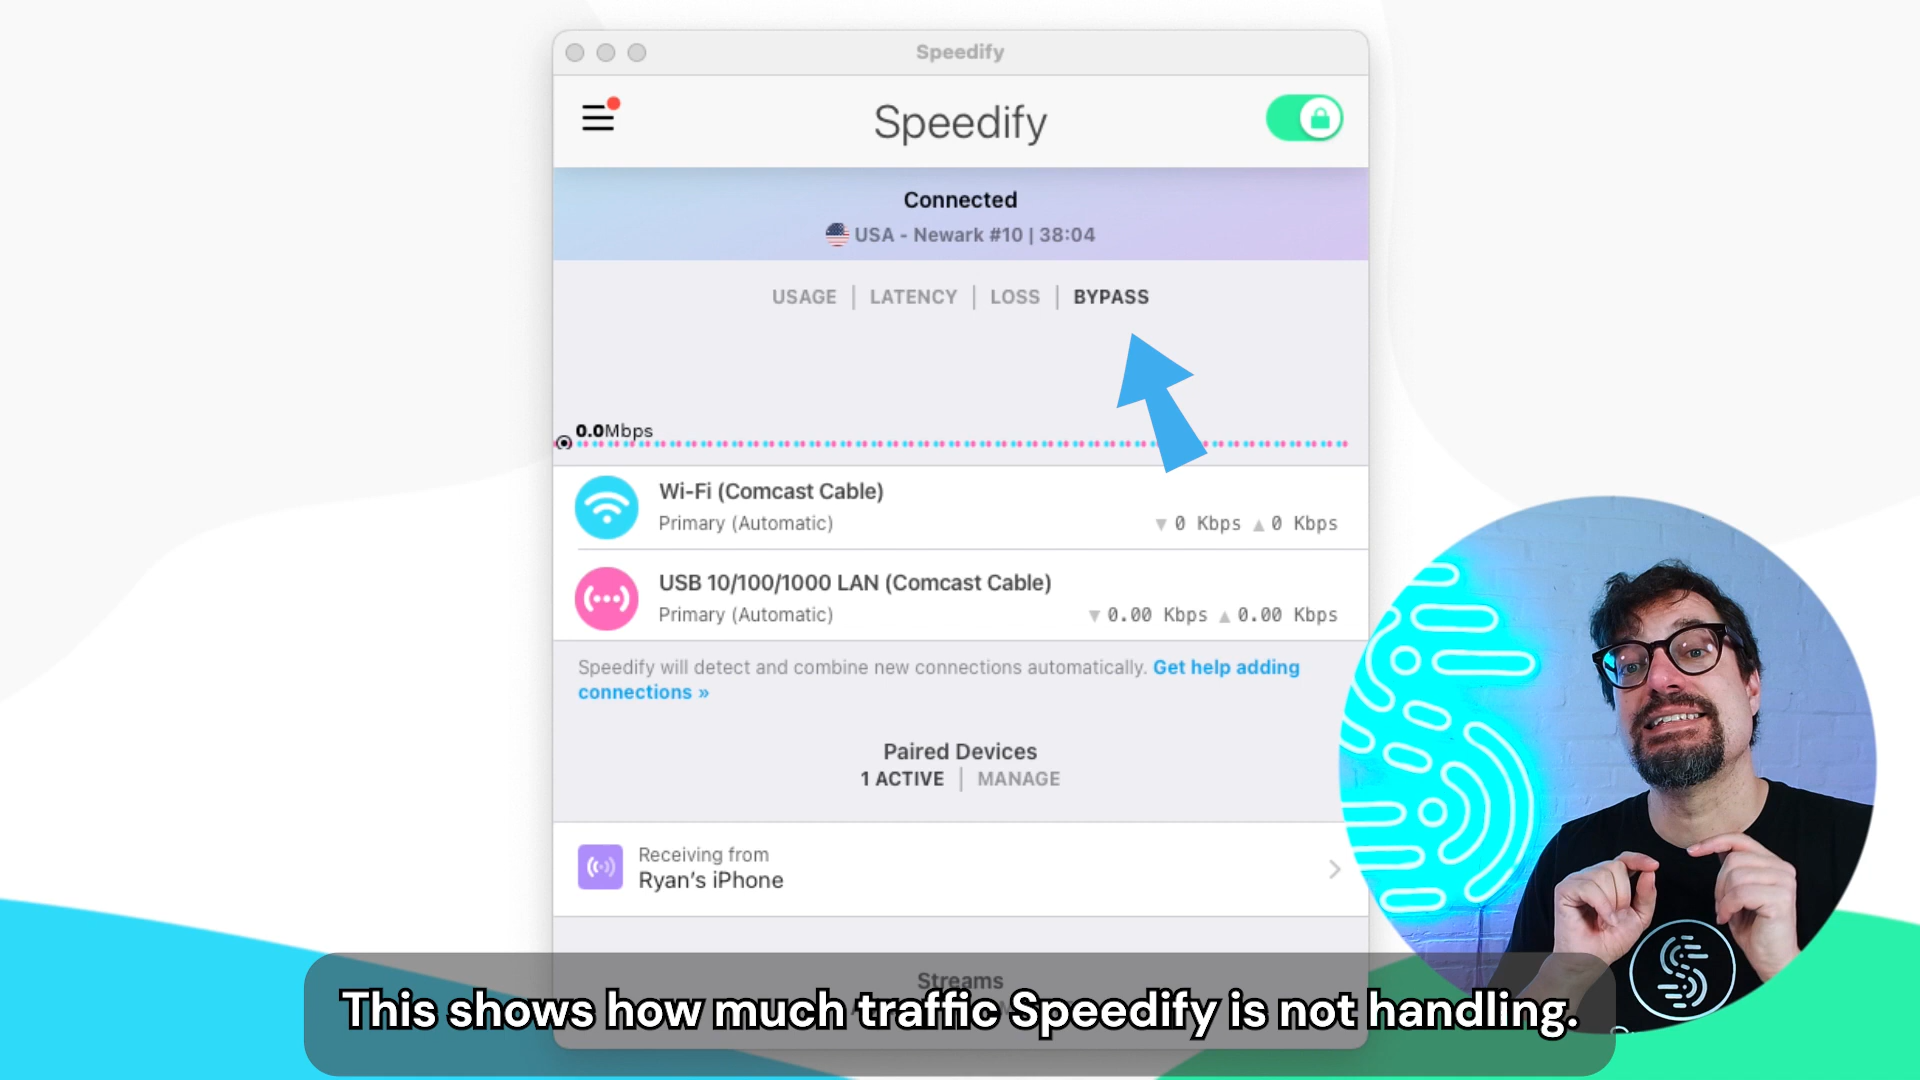 Speedify
Speedify
Connected
USA - Newark #10 | 38:04
USAGE | LATENCY | LOSS | BYPASS
0.0Mbps
Wi-Fi (Comcast Cable)
Primary (Automatic)
▼ 0 Kbps ▲ 0 Kbps
USB 10/100/1000 LAN (Comcast Cable)
Primary (Automatic)
▼ 0.00 Kbps ▲ 0.00 Kbps
Speedify will detect and combine new connections automatically. Get help adding
connections »
Paired Devices
1 ACTIVE | MANAGE
Receiving from
Ryan's iPhone
Streams
This shows how much traffic Speedify is not handling.